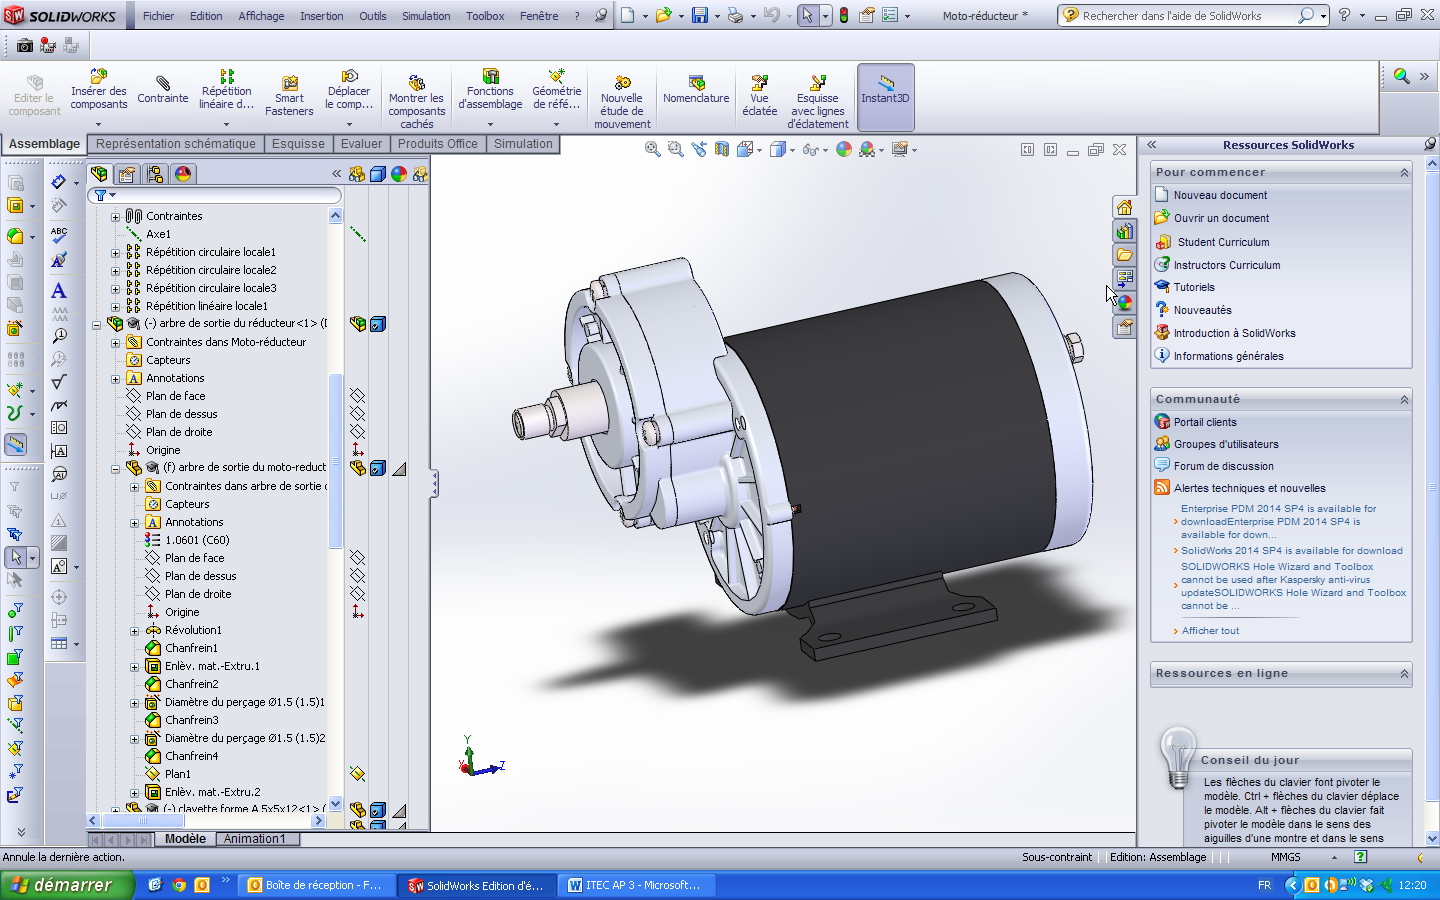 SOLIDWORKS
Fichier Edition Affichage Insertion Outils Simulation Toolbox Fenêtre ?
Moto-réducteur *
Rechercher dans l'aide de SolidWorks
Editer le composant
Insérer des composants
Contrainte
Répétition linéaire d...
Smart Fasteners
Déplacer le comp...
Montrer les composants cachés
Fonctions d'assemblage
Géométrie de réfé...
Nouvelle étude de mouvement
Nomenclature
Vue éclatée
Esquisse avec lignes d'éclatement
Instant3D
Assemblage Représentation schématique Esquisse Evaluer Produits Office Simulation
Contraintes
Axe1
Répétition circulaire locale1
Répétition circulaire locale2
Répétition circulaire locale3
Répétition linéaire locale1
(-) arbre de sortie du réducteur<1> (
Contraintes dans Moto-réducteur
Capteurs
Annotations
Plan de face
Plan de dessus
Plan de droite
Origine
(f) arbre de sortie du moto-reduct
Contraintes dans arbre de sortie
Capteurs
Annotations
1.0601 (C60)
Plan de face
Plan de dessus
Plan de droite
Origine
Révolution1
Chanfrein1
Enlèv. mat.-Extru.1
Chanfrein2
Diamètre du perçage Ø1.5 (1.5)1
Chanfrein3
Diamètre du perçage Ø1.5 (1.5)2
Chanfrein4
Plan1
Enlèv. mat.-Extru.2
(-) clavette forme A 5x5x12<1> (
Modèle Animation1
Y
X
Z
Ressources SolidWorks
Pour commencer
Nouveau document
Ouvrir un document
Student Curriculum
Instructors Curriculum
Tutoriels
Nouveautés
Introduction à SolidWorks
Informations générales
Communauté
Portail clients
Groupes d'utilisateurs
Forum de discussion
Alertes techniques et nouvelles
Enterprise PDM 2014 SP4 is available for
downloadEnterprise PDM 2014 SP4 is
available for down...
SolidWorks 2014 SP4 is available for download
SOLIDWORKS Hole Wizard and Toolbox
cannot be used after Kaspersky anti-virus
updateSOLIDWORKS Hole Wizard and Toolbox
cannot be ...
Afficher tout
Ressources en ligne
Conseil du jour
Les flèches du clavier font pivoter le
modèle. Ctrl + flèches du clavier déplace
le modèle. Alt + flèches du clavier fait
pivoter le modèle dans le sens des
aiguilles d'une montre et dans le sens
Annule la dernière action.
Sous-contraint Edition: Assemblage MMGS
démarrer
Boîte de réception - F...
SolidWorks Edition d'é...
ITEC AP 3 - Microsoft...
FR
12:20